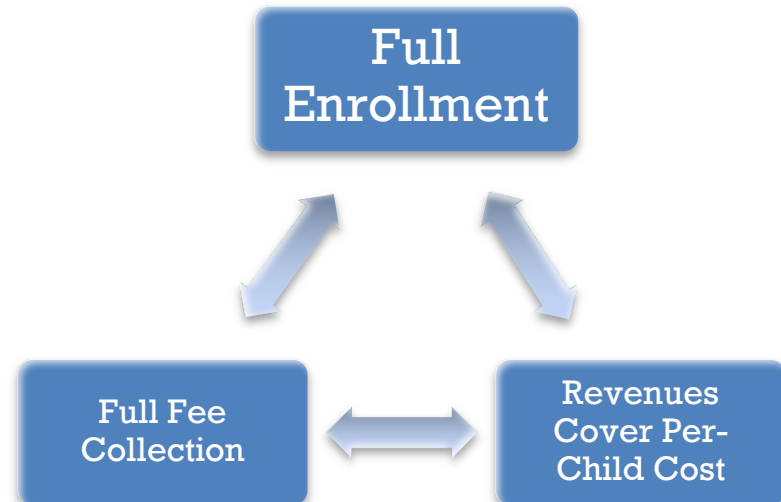 Full
Enrollment
Full Fee
Collection
Revenues
Cover Per-
Child Cost